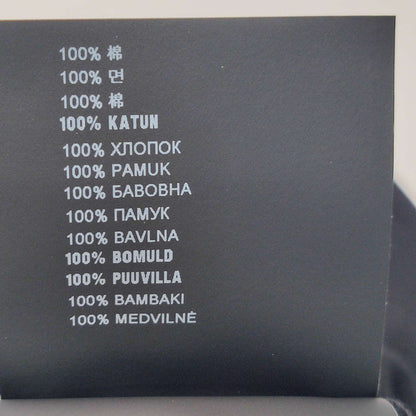 100% 棉
100% 면
100% 棉
100% KATUN
100% ХЛОПОК
100% PAMUK
100% БАВОВНА
100% ПАМУК
100% BAVLNA
100% BOMULD
100% PUUVILLA
100% BAMBAKI
100% MEDVILNĖ